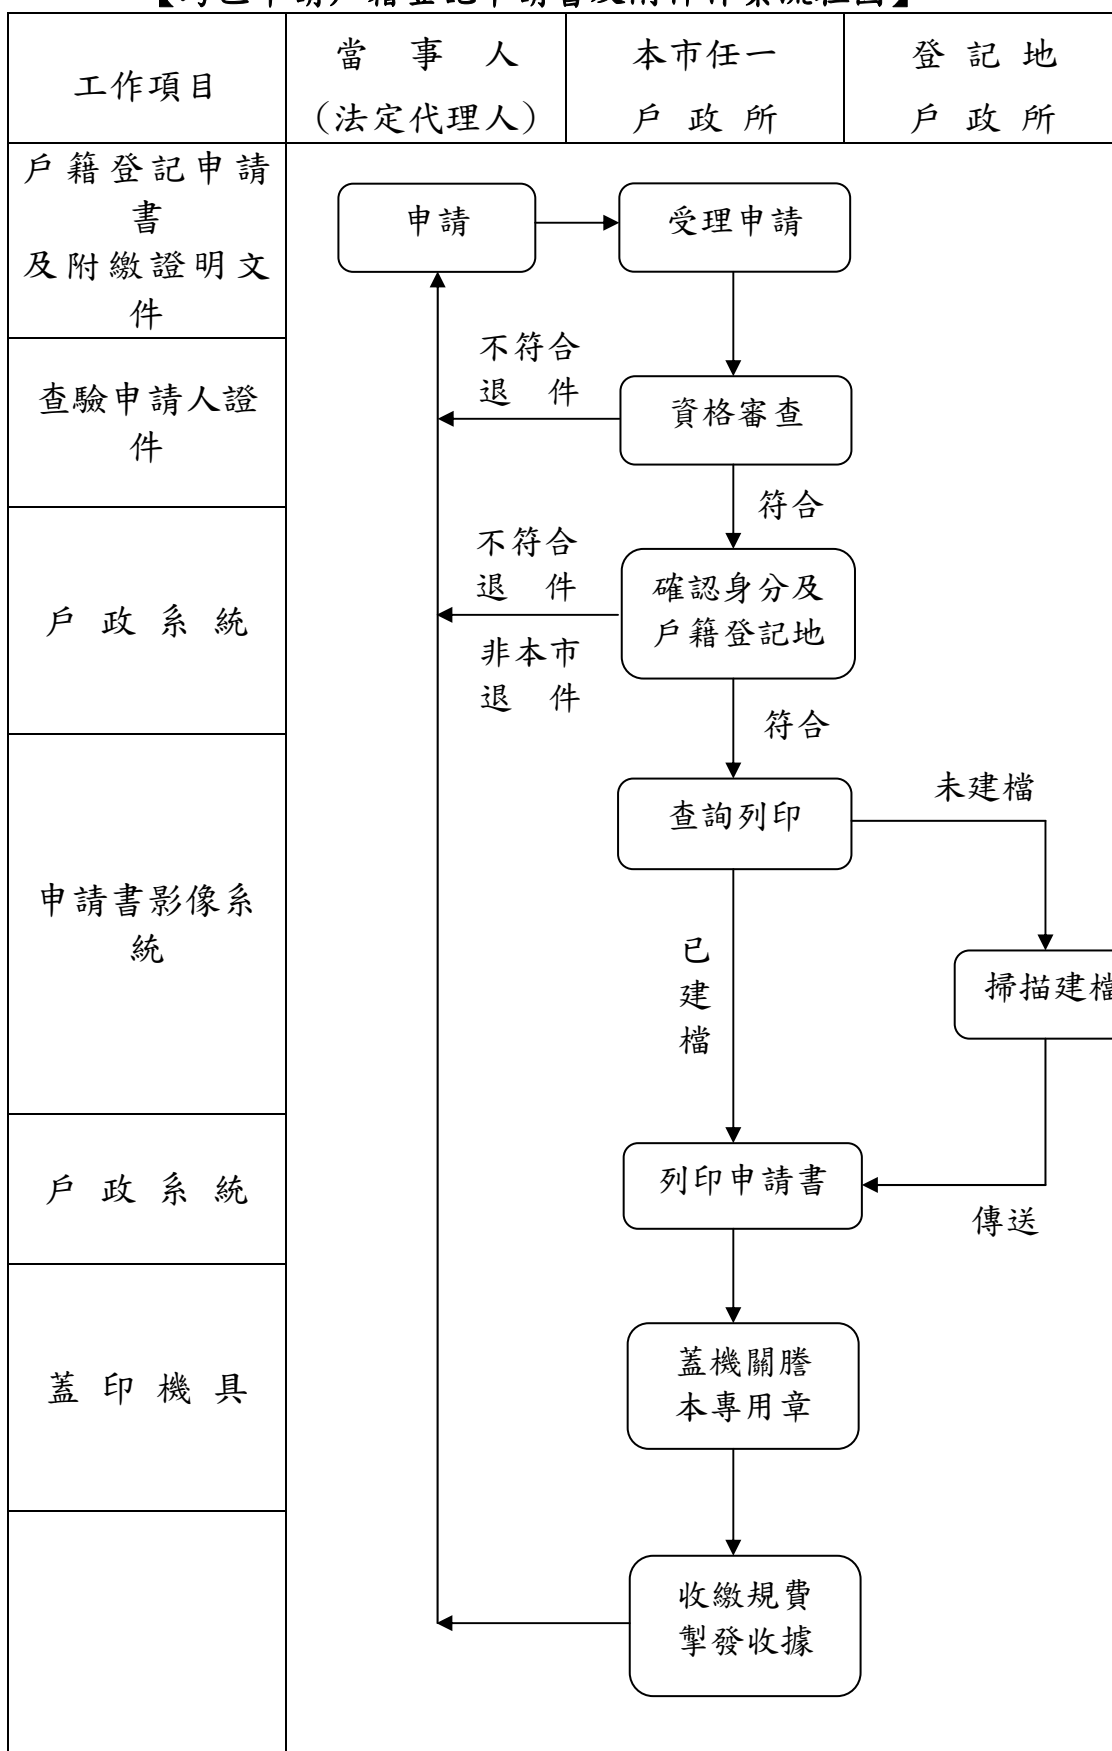 工作項目
當事人
（法定代理人）
本市任一
戶政所
登記地
戶政所
戶籍登記申請
書
及附繳證明文
件
申請
受理申請
不符合
退件
查驗申請人證
件
資格審查
符合
不符合
退件
戶政系統
確認身分及
戶籍登記地
非本市
退件
符合
查詢列印
未建檔
申請書影像系
統
已
建
檔
掃描建檔
戶政系統
列印申請書
傳送
蓋印機具
蓋機關謄
本專用章
收繳規費
掣發收據